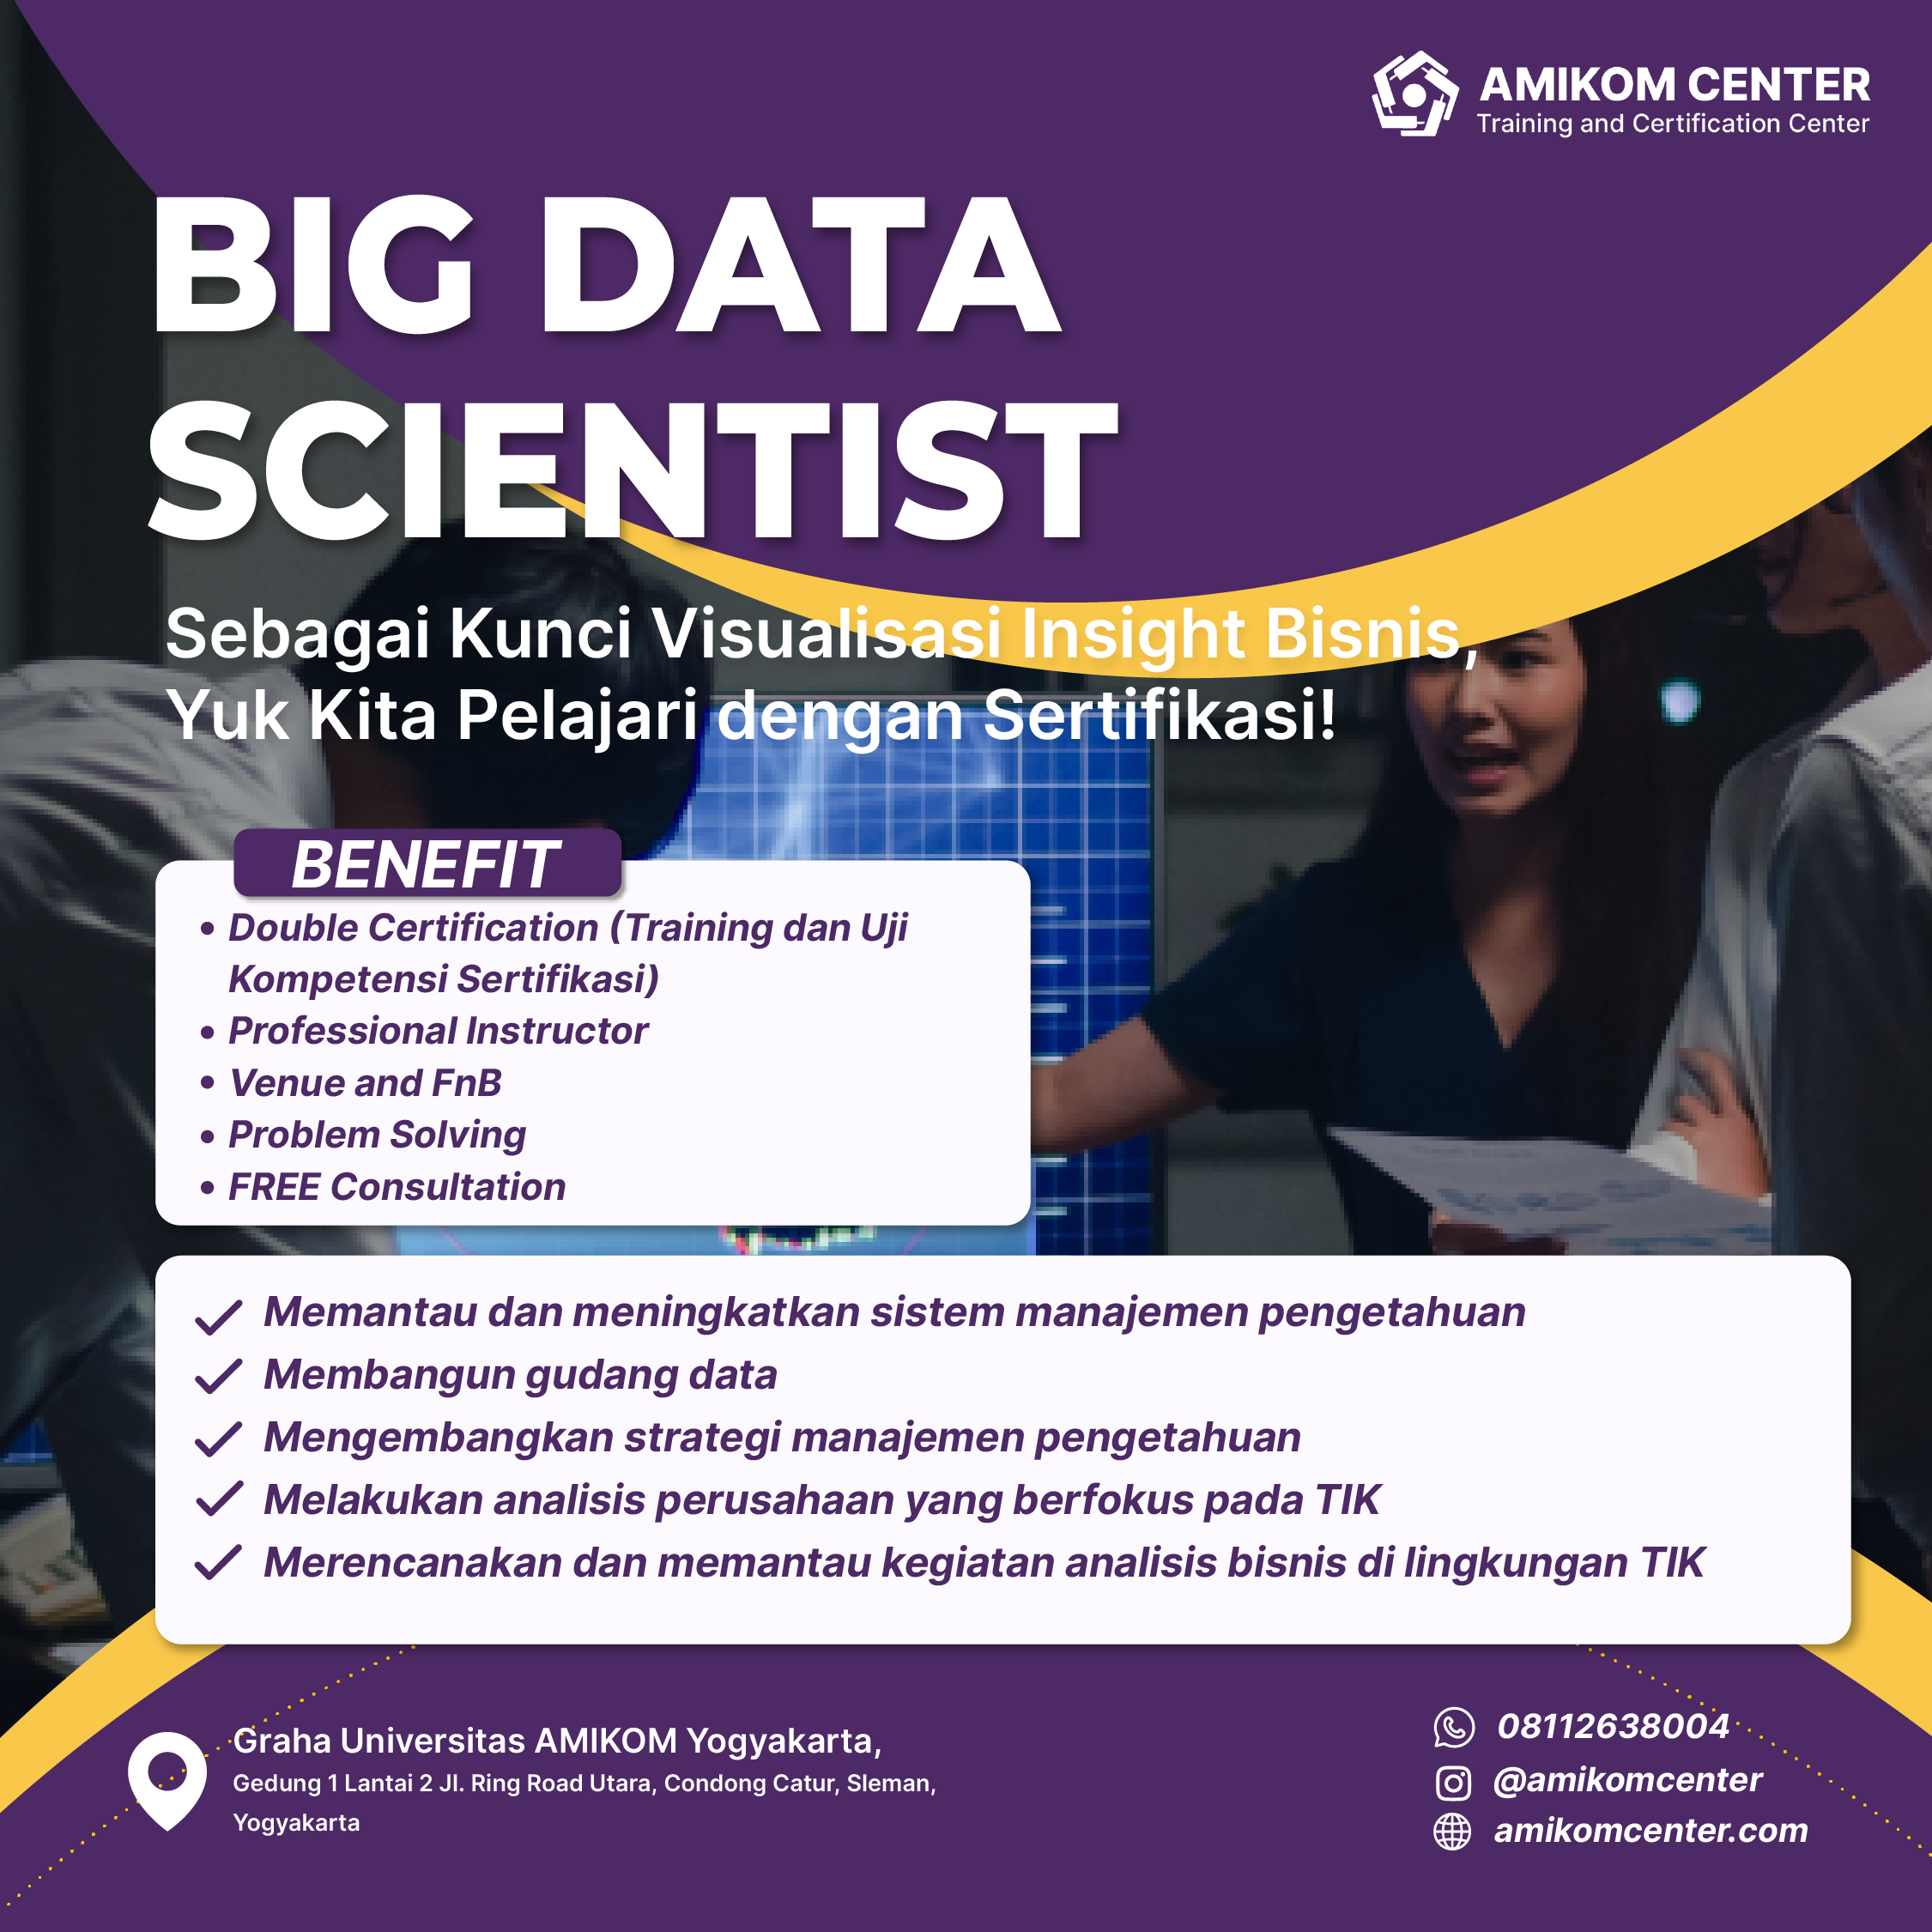 AMIKOM CENTER
Training and Certification Center
BIG DATA
SCIENTIST
Sebagai Kunci Visualisasi Insight Bisnis,
Yuk Kita Pelajari dengan Sertifikasi!
BENEFIT
• Double Certification (Training dan Uji
Kompetensi Sertifikasi)
• Professional Instructor
• Venue and FnB
• Problem Solving
• FREE Consultation
✓ Memantau dan meningkatkan sistem manajemen pengetahuan
✓ Membangun gudang data
✓ Mengembangkan strategi manajemen pengetahuan
✓ Melakukan analisis perusahaan yang berfokus pada TIK
✓ Merencanakan dan memantau kegiatan analisis bisnis di lingkungan TIK
Graha Universitas AMIKOM Yogyakarta,
Gedung 1 Lantai 2 Jl. Ring Road Utara, Condong Catur, Sleman,
Yogyakarta
08112638004
@amikomcenter
amikomcenter.com